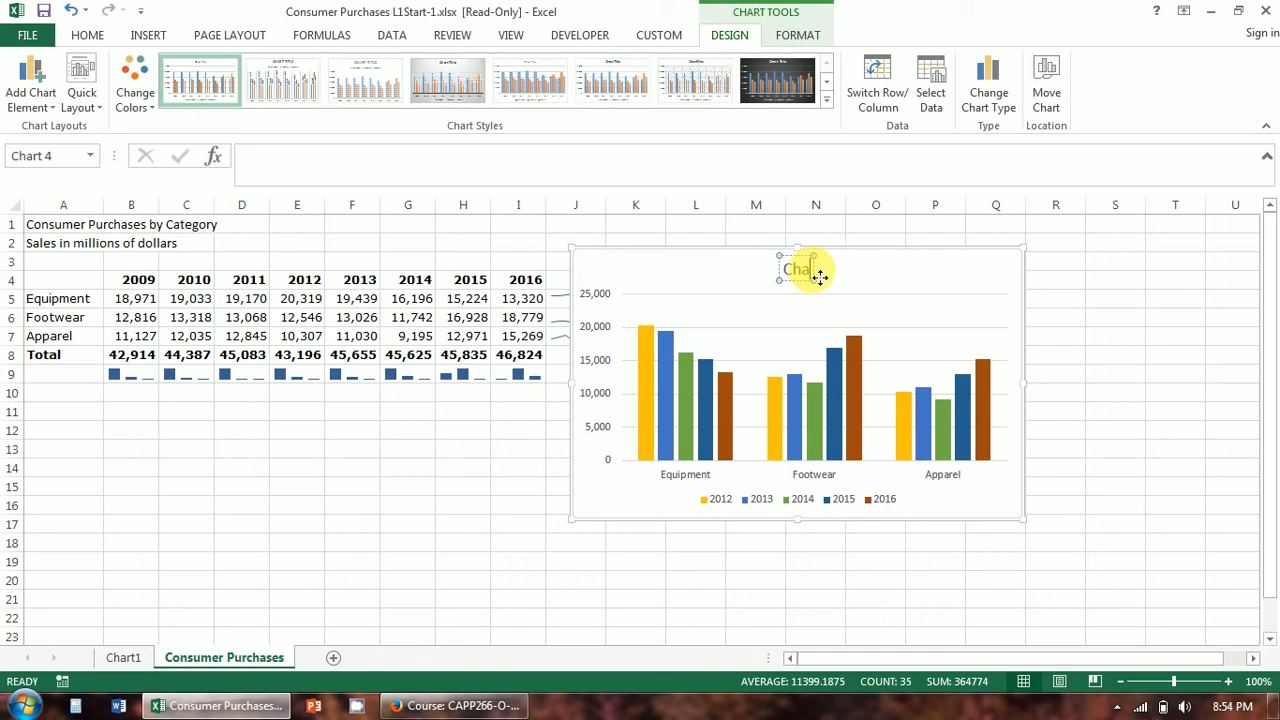 Consumer Purchases L1Start-1.xlsx [Read-Only] - Excel
CHART TOOLS
Sign in
FILE HOME INSERT PAGE LAYOUT FORMULAS DATA REVIEW VIEW DEVELOPER CUSTOM DESIGN FORMAT
Add Chart Element
Quick Layout
Change Colors
Switch Row/Column
Select Data
Change Chart Type
Move Chart
Chart Layouts
Chart Styles
Data
Type
Location
Chart 4
fx
A B C D E F G H I J K L M N O P Q R S T U
1 Consumer Purchases by Category
2 Sales in millions of dollars
3
4 2009 2010 2011 2012 2013 2014 2015 2016
5 Equipment 18,971 19,033 19,170 20,319 19,439 16,196 15,224 13,320
6 Footwear 12,816 13,318 13,068 12,546 13,026 11,742 16,928 18,779
7 Apparel 11,127 12,035 12,845 10,307 11,030 9,195 12,971 15,269
8 Total 42,914 44,387 45,083 43,196 45,655 45,625 45,835 46,824
9
10
11
12
13
14
15
16
17
18
19
20
21
22
23
Cha
25,000
20,000
15,000
10,000
5,000
0
Equipment Footwear Apparel
2012 2013 2014 2015 2016
Chart1 Consumer Purchases
READY
AVERAGE: 11399.1875 COUNT: 35 SUM: 364774
100%
Consumer Purchases...
Course: CAPP266-O-...
8:54 PM